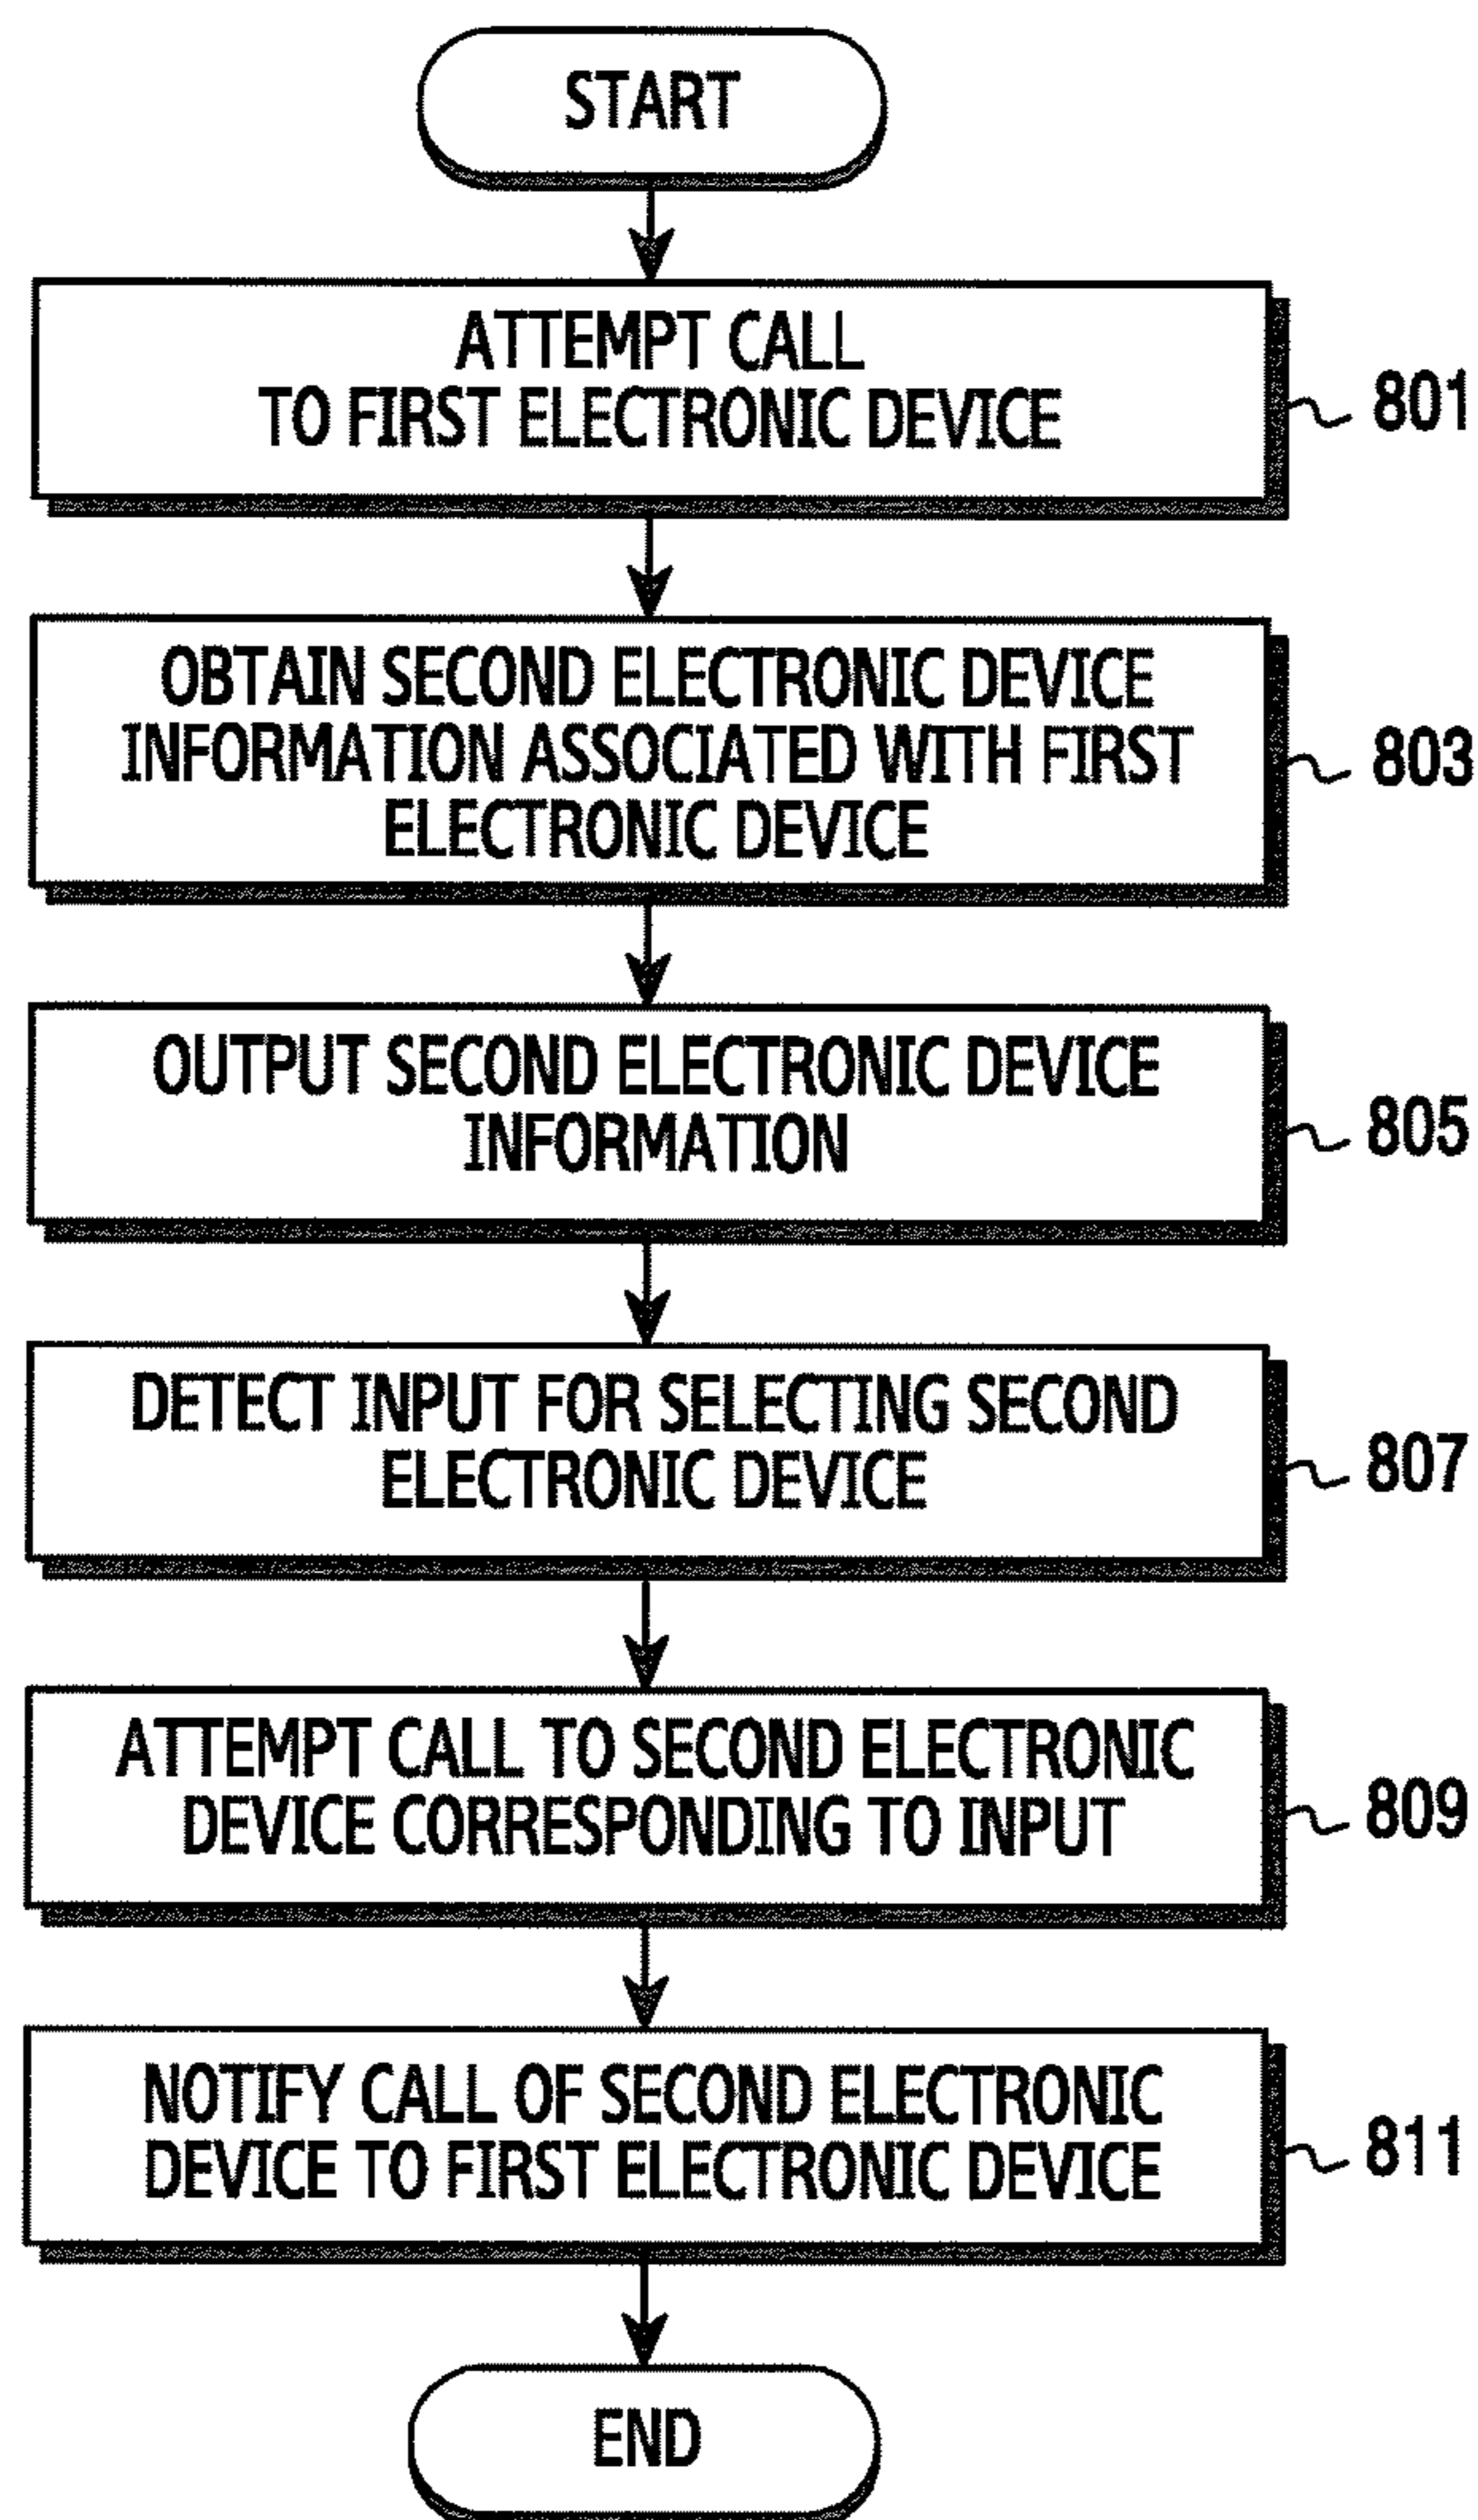 START
ATTEMPT CALL
TO FIRST ELECTRONIC DEVICE
801
OBTAIN SECOND ELECTRONIC DEVICE
INFORMATION ASSOCIATED WITH FIRST
ELECTRONIC DEVICE
803
OUTPUT SECOND ELECTRONIC DEVICE
INFORMATION
805
DETECT INPUT FOR SELECTING SECOND
ELECTRONIC DEVICE
807
ATTEMPT CALL TO SECOND ELECTRONIC
DEVICE CORRESPONDING TO INPUT
809
NOTIFY CALL OF SECOND ELECTRONIC
DEVICE TO FIRST ELECTRONIC DEVICE
811
END